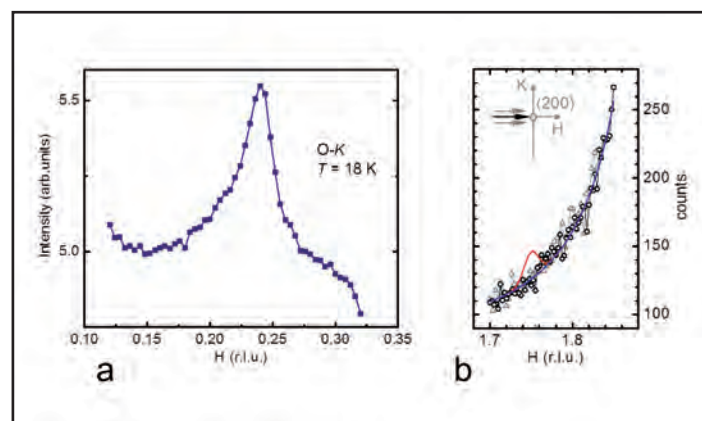 5.5
5.0
Intensity (arb.units)
O-K
T = 18 K
0.10
0.15
0.20
0.25
0.30
0.35
H (r.l.u.)
a
K
(200)
H
250
200
150
100
counts
1.7
1.8
H (r.l.u.)
b